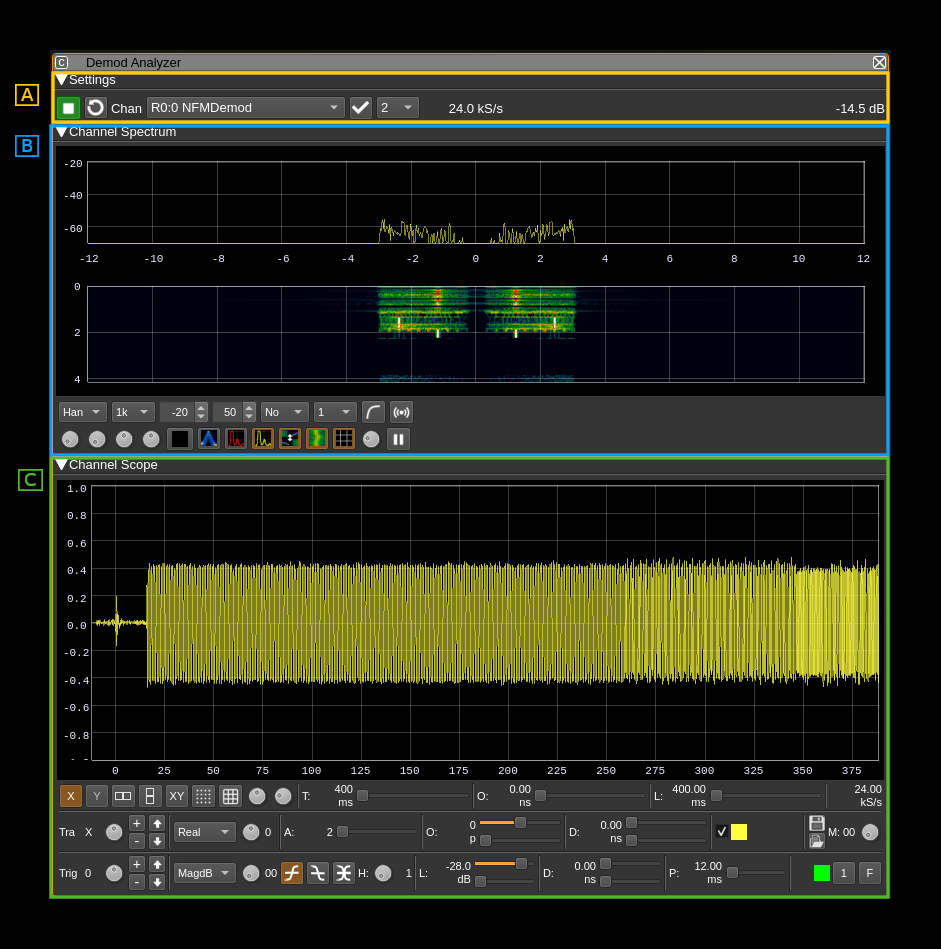 C Demod Analyzer
A
Settings
Chan R0:0 NFMDemod 2 24.0 kS/s -14.5 dB
B
Channel Spectrum
-20
-40
-60
-12 -10 -8 -6 -4 -2 0 2 4 6 8 10 12
0
2
4
Han 1k -20 50 No 1
C
Channel Scope
1.0
0.8
0.6
0.4
0.2
0.0
-0.2
-0.4
-0.6
-0.8
0 25 50 75 100 125 150 175 200 225 250 275 300 325 350 375
X Y XY T: 400 ms O: 0.00 ns L: 400.00 ms 24.00 kS/s
Tra X + - Real 0 A: 2 O: 0 p D: 0.00 ns M: 00
Trig 0 + - MagdB 00 H: 1 L: -28.0 dB D: 0.00 ns P: 12.00 ms 1 F